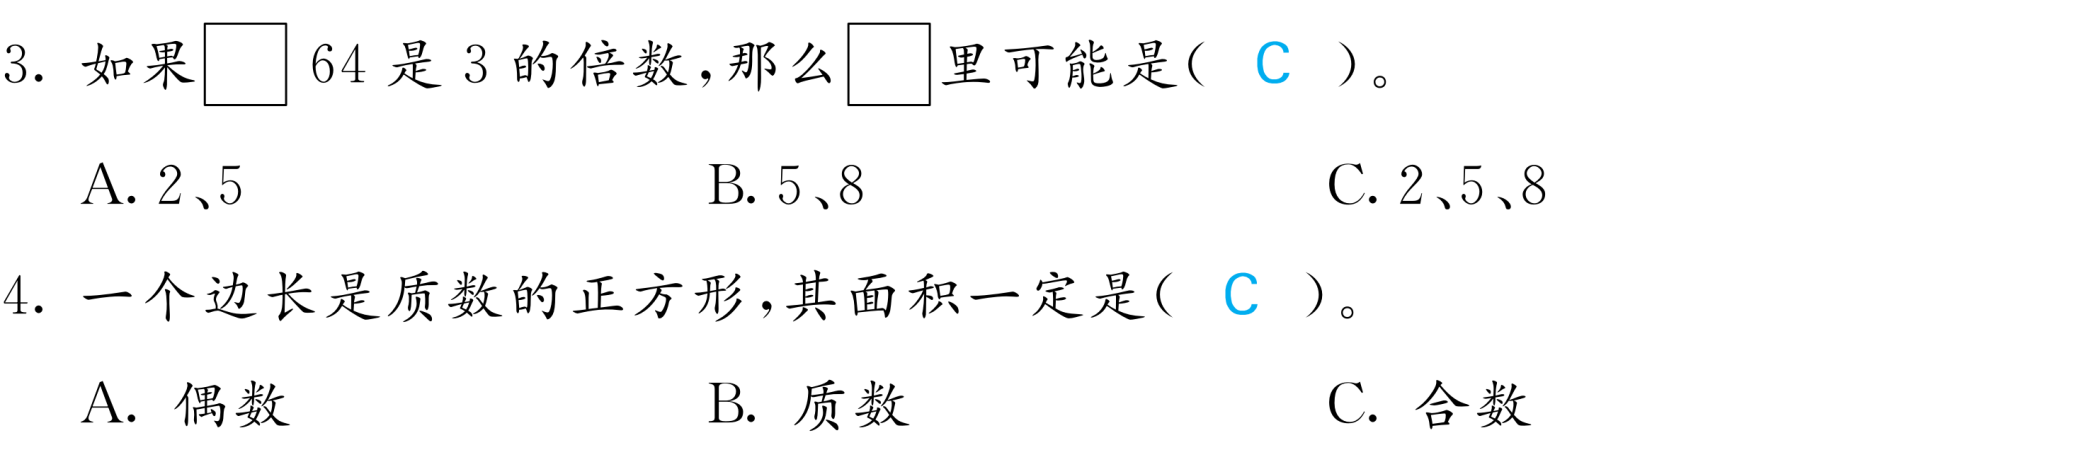 3. 如果□ 64 是 3 的倍数,那么□里可能是( C )。
A. 2、5 B. 5、8 C. 2、5、8
4. 一个边长是质数的正方形,其面积一定是( C )。
A. 偶数 B. 质数 C. 合数